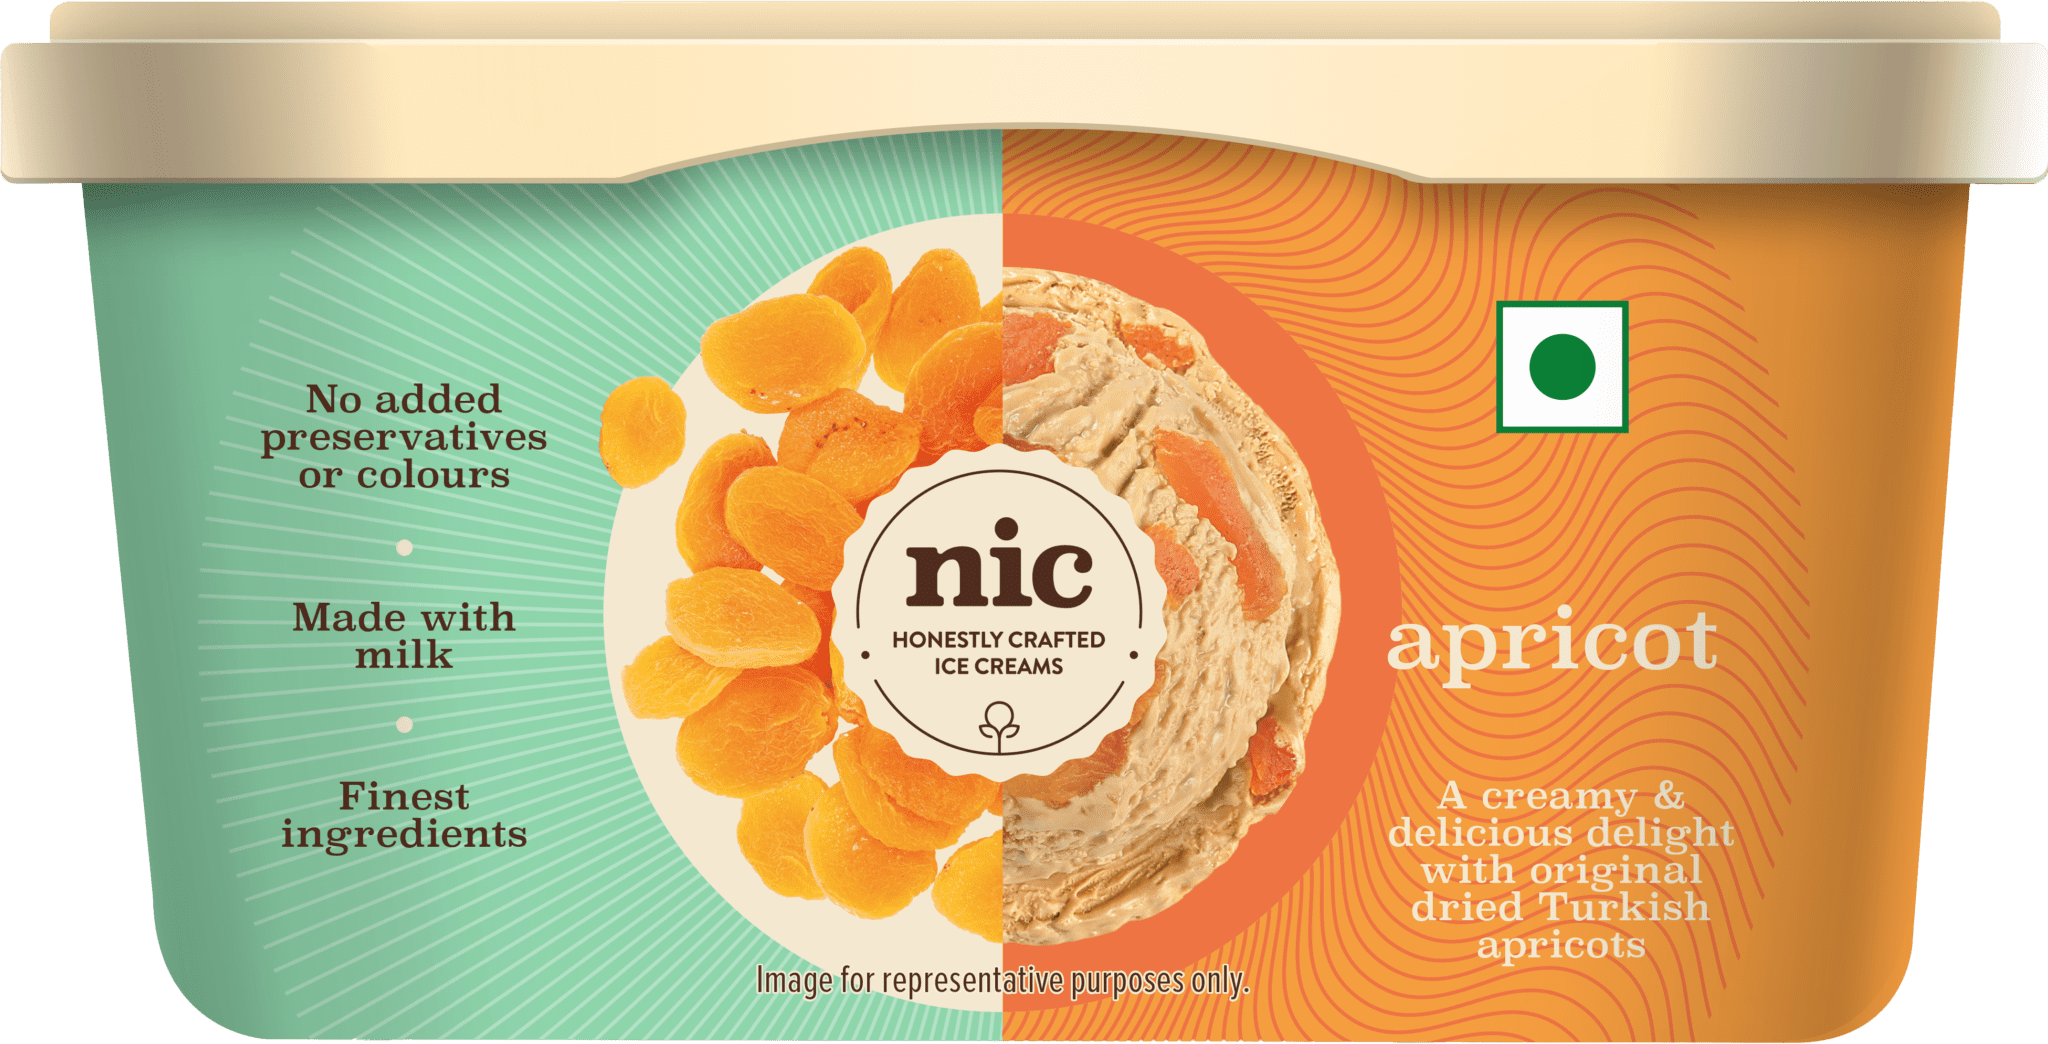 No added
preservatives
or colours
Made with
milk
Finest
ingredients
nic
HONESTLY CRAFTED
ICE CREAMS
apricot
A creamy &
delicious delight
with original
dried Turkish
apricots
Image for representative purposes only.